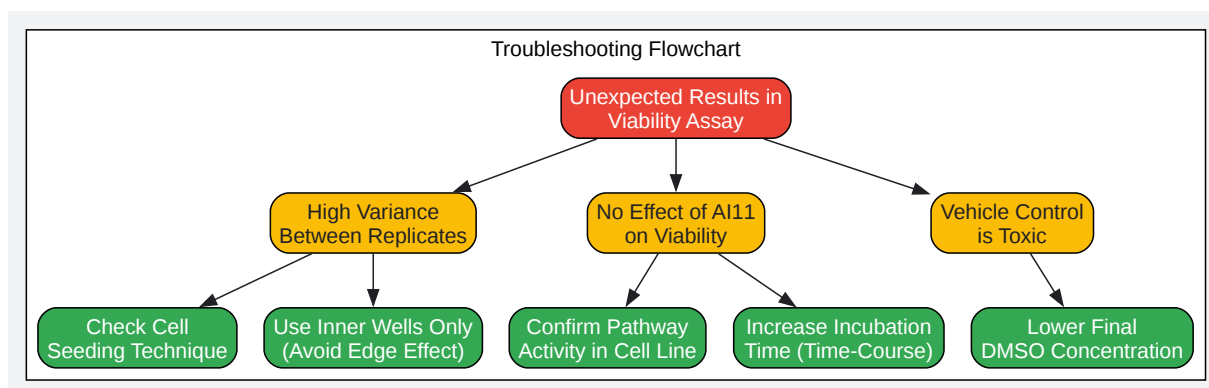 Troubleshooting Flowchart
Unexpected Results in
Viability Assay
High Variance
Between Replicates
No Effect of AI11
on Viability
Vehicle Control
is Toxic
Check Cell
Seeding Technique
Use Inner Wells Only
(Avoid Edge Effect)
Confirm Pathway
Activity in Cell Line
Increase Incubation
Time (Time-Course)
Lower Final
DMSO Concentration